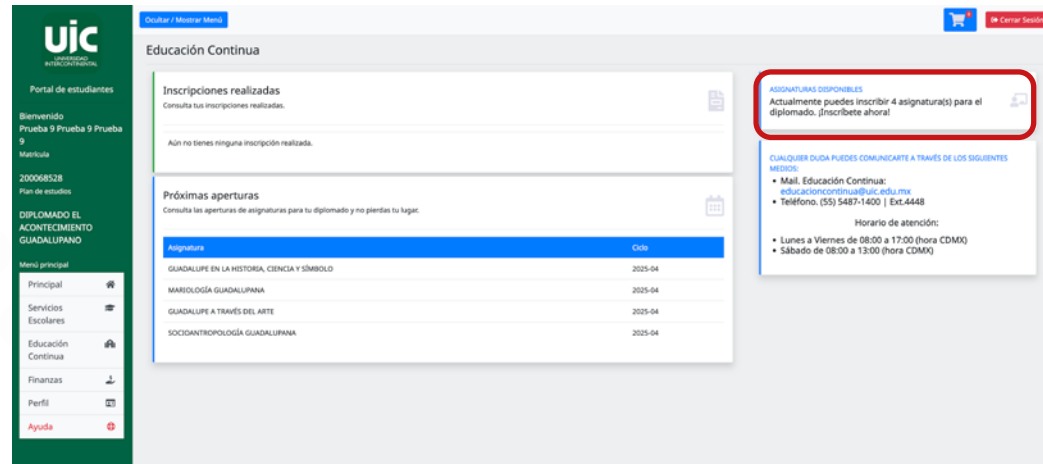 uic
UNIVERSIDAD
INTERCONTINENTAL
Portal de estudiantes
Bienvenido
Prueba 9 Prueba 9 Prueba
9
Matrícula
200068528
Plan de estudios
DIPLOMADO EL
ACONTECIMIENTO
GUADALUPANO
Menú principal
Principal
Servicios
Escolares
Educación
Continua
Finanzas
Perfil
Ayuda
Ocultar / Mostrar Menú
Cerrar Sesión
Educación Continua
Inscripciones realizadas
Consulta tus inscripciones realizadas.
Aún no tienes ninguna inscripción realizada.
Próximas aperturas
Consulta las aperturas de asignaturas para tu diplomado y no pierdas tu lugar.
Asignatura Ciclo
GUADALUPE EN LA HISTORIA, CIENCIA Y SÍMBOLO 2025-04
MARIOLOGÍA GUADALUPANA 2025-04
GUADALUPE A TRAVÉS DEL ARTE 2025-04
SOCIOANTROPOLOGÍA GUADALUPANA 2025-04
ASIGNATURAS DISPONIBLES
Actualmente puedes inscribir 4 asignatura(s) para el
diplomado. ¡Inscríbete ahora!
CUALQUIER DUDA PUEDES COMUNICARTE A TRAVÉS DE LOS SIGUIENTES
MEDIOS:
• Mail. Educación Continua:
educacioncontinua@uic.edu.mx
• Teléfono. (55) 5487-1400 | Ext.4448
Horario de atención:
• Lunes a Viernes de 08:00 a 17:00 (hora CDMX)
• Sábado de 08:00 a 13:00 (hora CDMX)